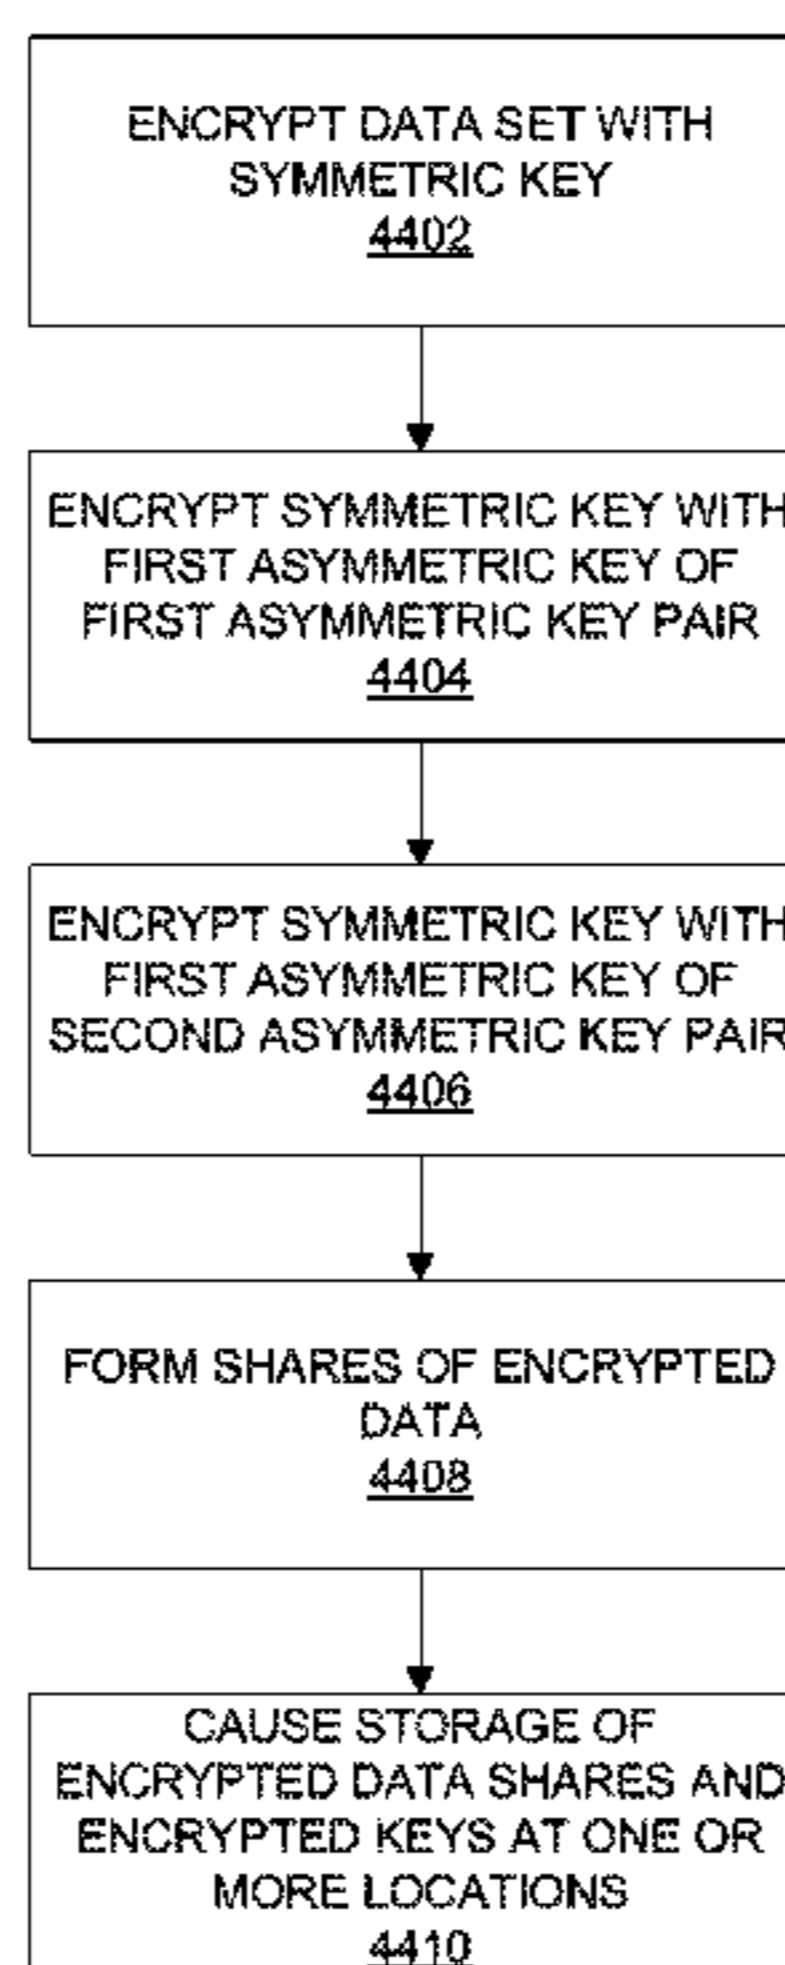 ENCRYPT DATA SET WITH
SYMMETRIC KEY
4402
ENCRYPT SYMMETRIC KEY WITH
FIRST ASYMMETRIC KEY OF
FIRST ASYMMETRIC KEY PAIR
4404
ENCRYPT SYMMETRIC KEY WITH
FIRST ASYMMETRIC KEY OF
SECOND ASYMMETRIC KEY PAIR
4406
FORM SHARES OF ENCRYPTED
DATA
4408
CAUSE STORAGE OF
ENCRYPTED DATA SHARES AND
ENCRYPTED KEYS AT ONE OR
MORE LOCATIONS
4410